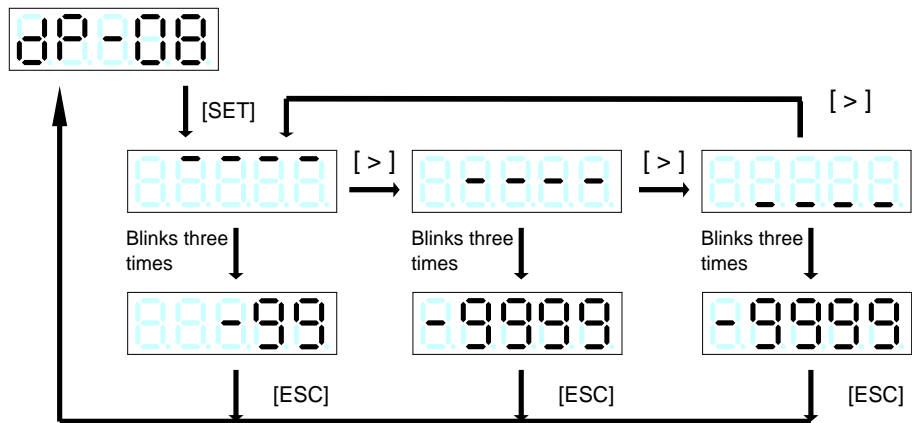 dP-08
[SET]
[ > ]
- - - -
[ > ]
- - - -
[ > ]
- - - -
Blinks three
times
Blinks three
times
Blinks three
times
-99
-9999
-9999
[ESC]
[ESC]
[ESC]